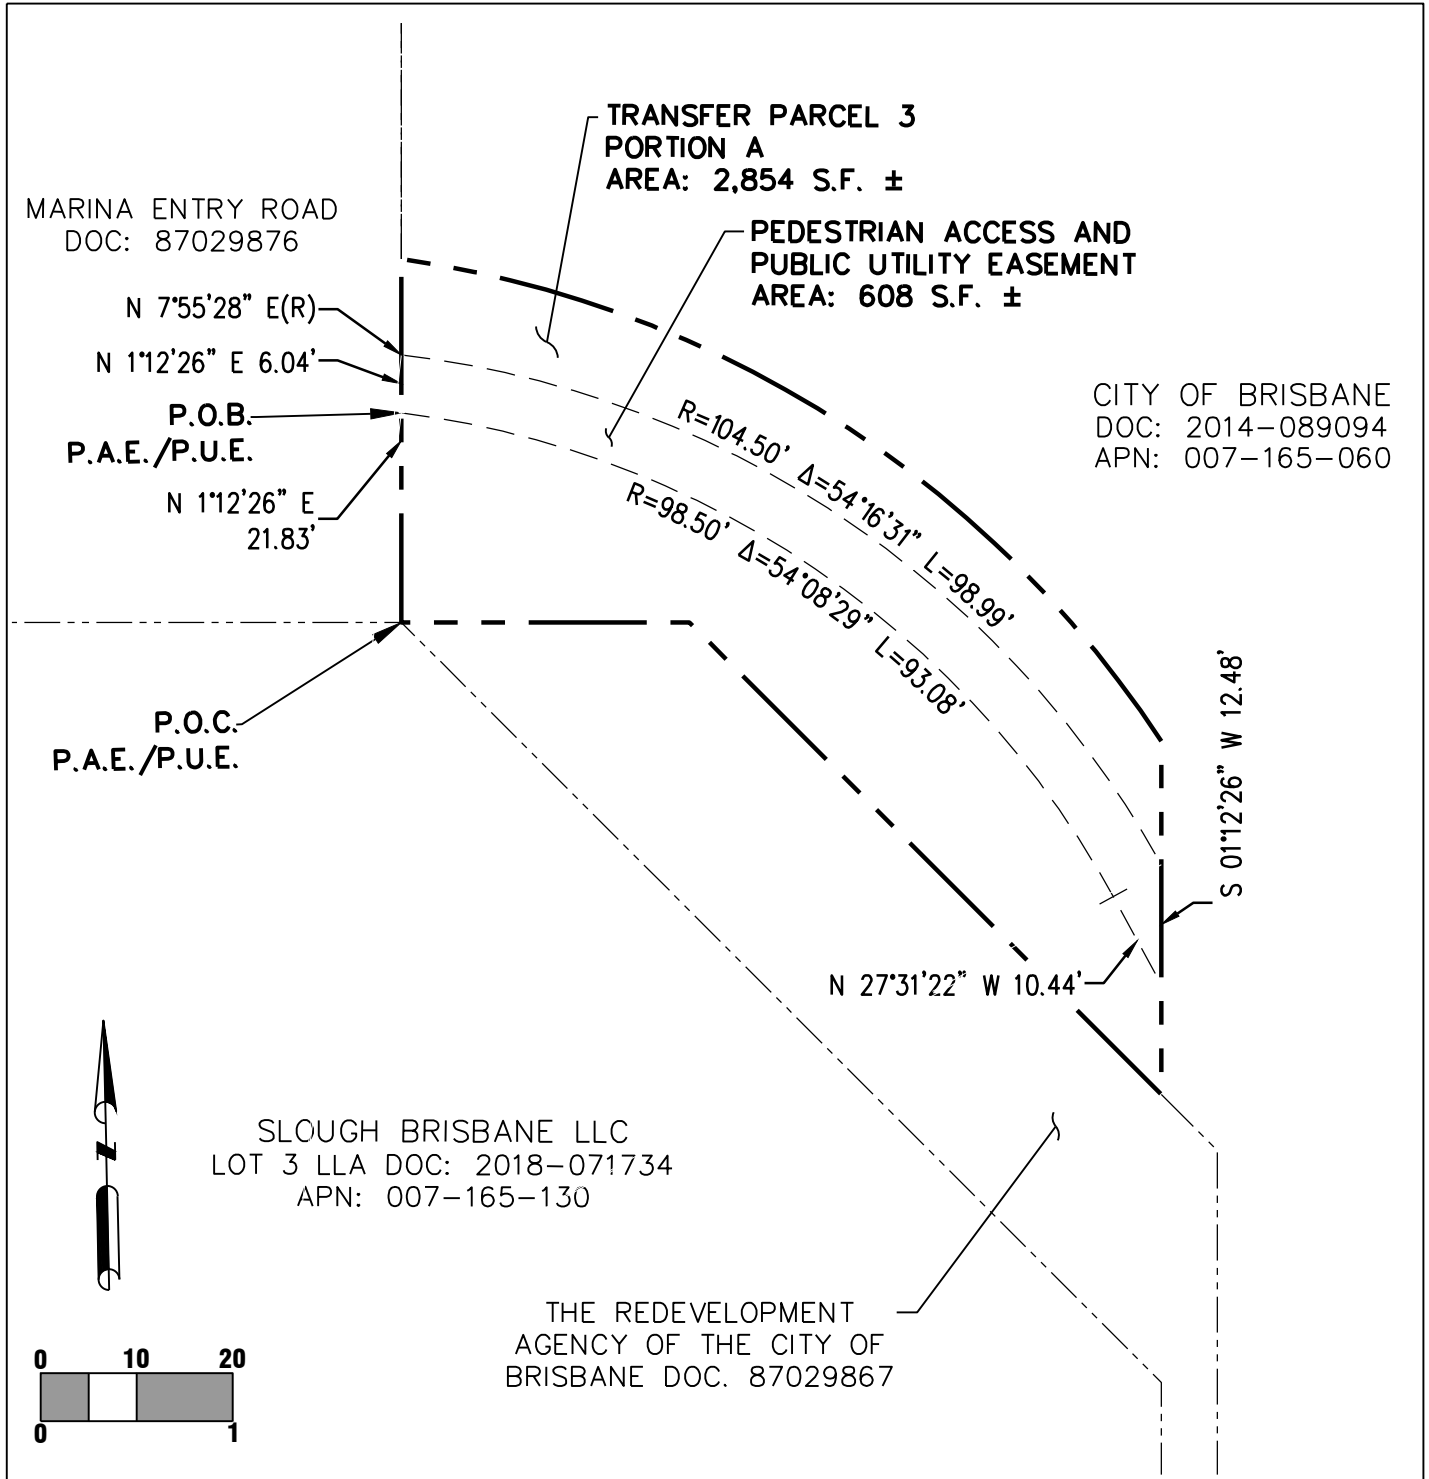 TRANSFER PARCEL 3
PORTION A
AREA: 2,854 S.F. ±
MARINA ENTRY ROAD
DOC: 87029876
PEDESTRIAN ACCESS AND
PUBLIC UTILITY EASEMENT
AREA: 608 S.F. ±
N 7°55'28" E(R)
N 1°12'26" E 6.04'
P.O.B.
P.A.E./P.U.E.
N 1°12'26" E
21.83'
CITY OF BRISBANE
DOC: 2014-089094
APN: 007-165-060
R=104.50' Δ=54°16'31" L=98.99'
R=98.50' Δ=54°08'29" L=93.08'
P.O.C.
P.A.E./P.U.E.
S 01°12'26" W 12.48'
N 27°31'22" W 10.44'
Z
SLOUGH BRISBANE LLC
LOT 3 LLA DOC: 2018-071734
APN: 007-165-130
THE REDEVELOPMENT
AGENCY OF THE CITY OF
BRISBANE DOC. 87029867
0 10 20
0 1